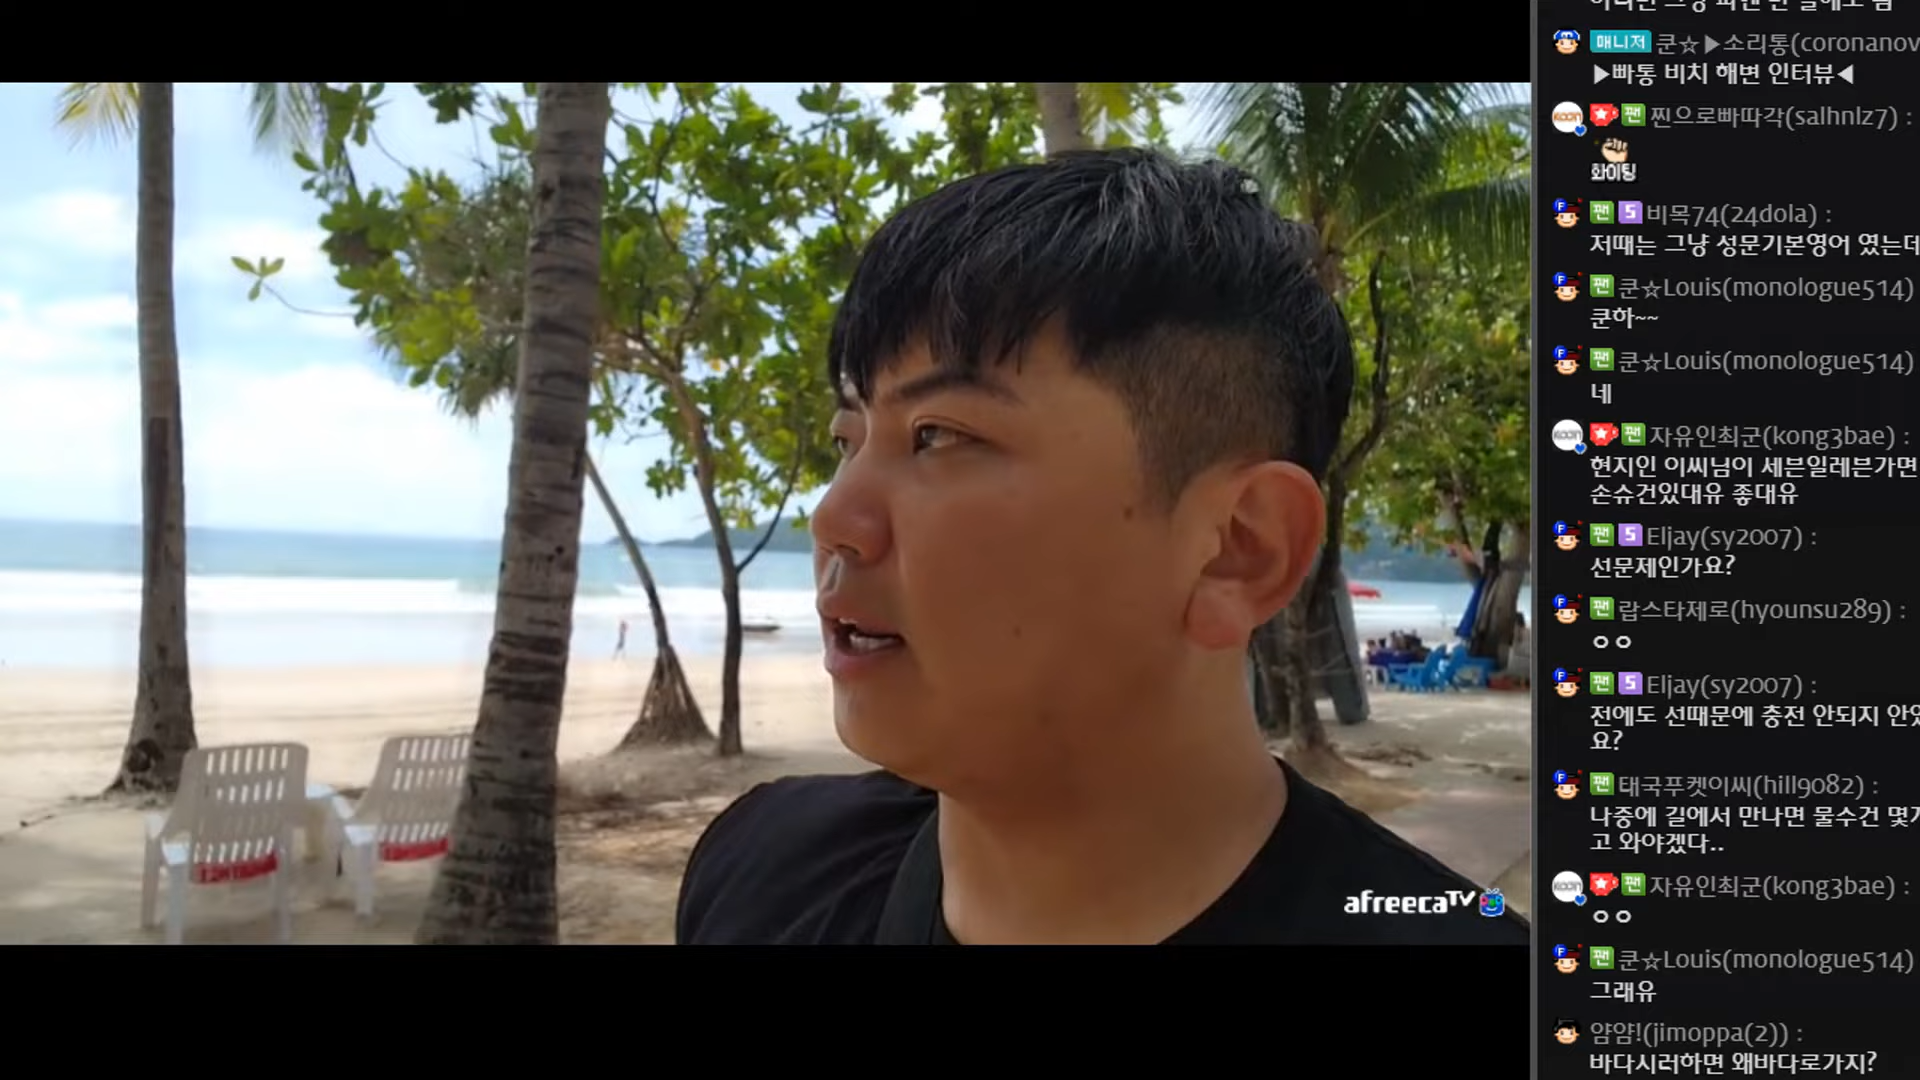 매니저 쿤☆▶소리통(coronanov
▶빠통 비치 해변 인터뷰◀
KOON 팬 찐으로빠따각(salhnlz7) :
화이팅
F 팬 S 비목74(24dola) :
저때는 그냥 성문기본영어 였는데
F 팬 쿤☆Louis(monologue514)
쿤하~~
F 팬 쿤☆Louis(monologue514)
네
KOON 팬 자유인최군(kong3bae) :
현지인 이씨님이 세븐일레븐가면
손슈건있대유 좋대유
F 팬 S Eljay(sy2007) :
선문제인가요?
F 팬 랍스타제로(hyounsu289) :
ㅇㅇ
F 팬 S Eljay(sy2007) :
전에도 선때문에 충전 안되지 안았
요?
F 팬 태국푸켓이씨(hill9082) :
나중에 길에서 만나면 물수건 몇개
고 와야겠다..
KOON 팬 자유인최군(kong3bae) :
ㅇㅇ
F 팬 쿤☆Louis(monologue514)
그래유
얌얌!(jimoppa(2)) :
바다시러하면 왜바다로가지?
afreecaTV